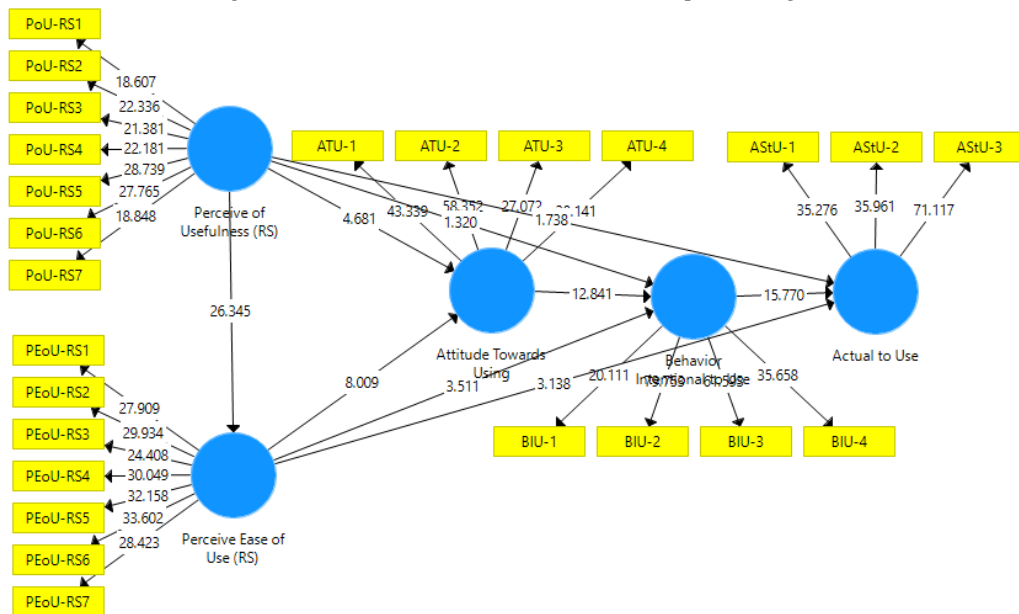 PoU-RS1
PoU-RS2
PoU-RS3
PoU-RS4
PoU-RS5
PoU-RS6
PoU-RS7
18.607
22.336
21.381
22.181
28.739
27.765
18.848
Perceive of
Usefulness (RS)
ATU-1
ATU-2
ATU-3
ATU-4
43.339
58.352
27.072
AStU-1
AStU-2
AStU-3
35.276
35.961
71.117
4.681
1.320
1.738
26.345
12.841
15.770
Attitude Towards
Using
Behavior
Intentional to Use
Actual to Use
8.009
3.511
3.138
20.111
35.658
BIU-1
BIU-2
BIU-3
BIU-4
PEoU-RS1
PEoU-RS2
PEoU-RS3
PEoU-RS4
PEoU-RS5
PEoU-RS6
PEoU-RS7
27.909
29.934
24.408
30.049
32.158
33.602
28.423
Perceive Ease of
Use (RS)